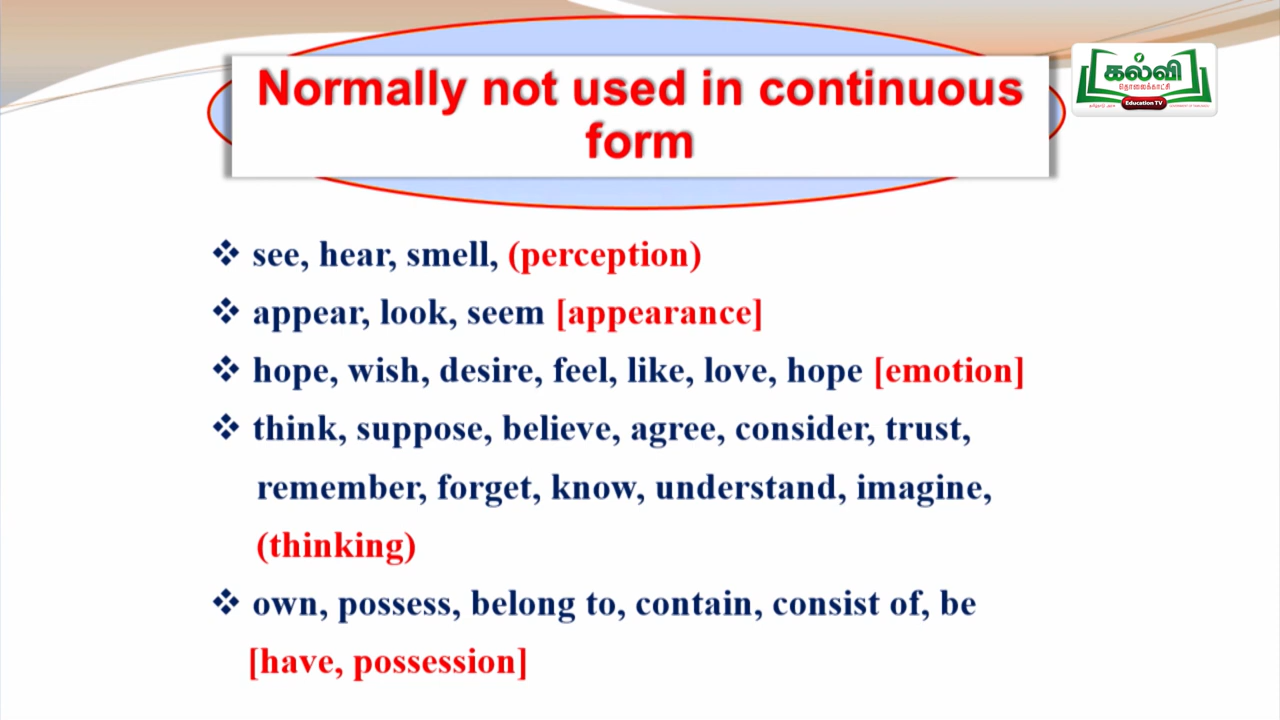 Normally not used in continuous
form
கல்வி
தொலைக்காட்சி
Education TV
❖ see, hear, smell, (perception)
❖ appear, look, seem [appearance]
❖ hope, wish, desire, feel, like, love, hope [emotion]
❖ think, suppose, believe, agree, consider, trust,
remember, forget, know, understand, imagine,
(thinking)
❖ own, possess, belong to, contain, consist of, be
[have, possession]